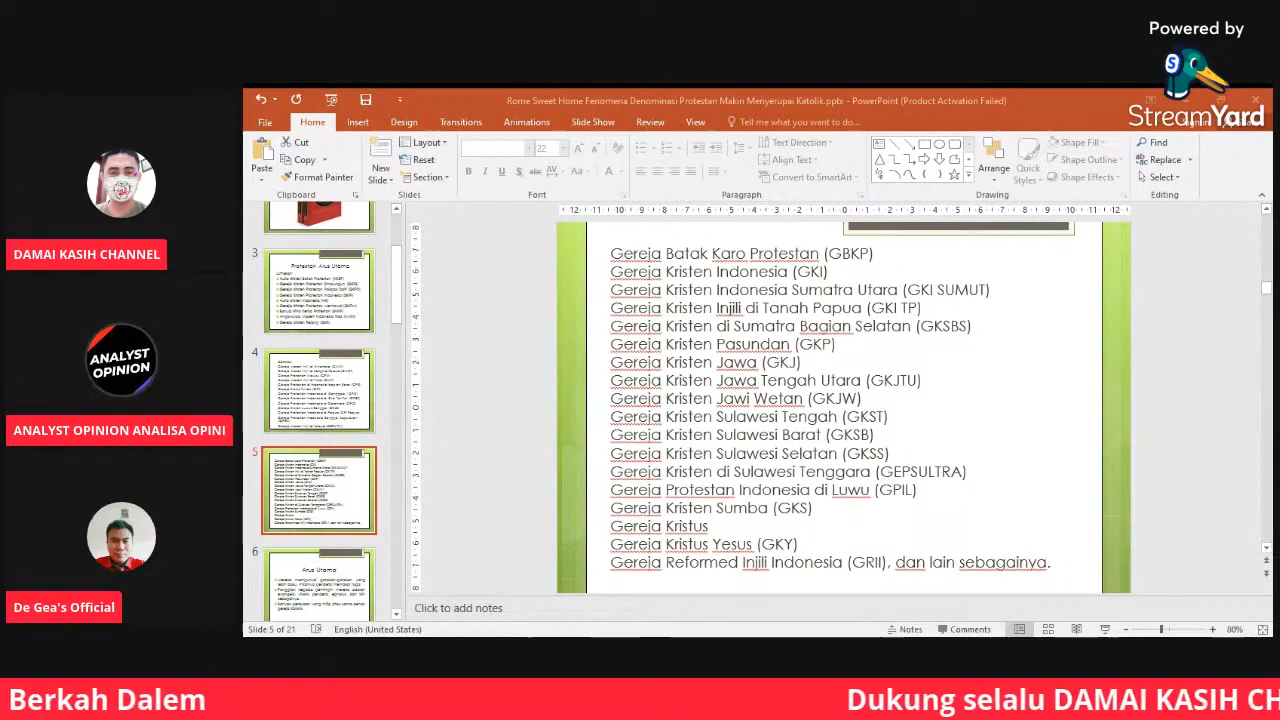 Powered by
StreamYard
Rome Sweet Home Fenomena Denominasi Protestan Makin Menyerupai Katolik.pptx - PowerPoint (Product Activation Failed)
File Home Insert Design Transitions Animations Slide Show Review View Tell me what you want to do...
Paste
Cut
Copy
Format Painter
Clipboard
New Slide
Layout
Reset
Section
Slides
22
Font
Text Direction
Align Text
Convert to SmartArt
Paragraph
Arrange
Quick Styles
Shape Fill
Shape Outline
Shape Effects
Drawing
Find
Replace
Select
Editing
DAMAI KASIH CHANNEL
ANALYST OPINION
ANALYST OPINION ANALISA OPINI
De Gea's Official
3
Protestan Arus Utama
4
5
6
Arus Utama
Gereja Batak Karo Protestan (GBKP)
Gereja Kristen Indonesia (GKI)
Gereja Kristen Indonesia Sumatra Utara (GKI SUMUT)
Gereja Kristen Injili di Tanah Papua (GKI TP)
Gereja Kristen di Sumatra Bagian Selatan (GKSBS)
Gereja Kristen Pasundan (GKP)
Gereja Kristen Jawa (GKJ)
Gereja Kristen Jawa Tengah Utara (GKJTU)
Gereja Kristen Jawi Wetan (GKJW)
Gereja Kristen Sulawesi Tengah (GKST)
Gereja Kristen Sulawesi Barat (GKSB)
Gereja Kristen Sulawesi Selatan (GKSS)
Gereja Kristen Sulawesi Tenggara (GEPSULTRA)
Gereja Protestan Indonesia di Luwu (GPIL)
Gereja Kristen Sumba (GKS)
Gereja Kristus
Gereja Kristus Yesus (GKY)
Gereja Reformed Injili Indonesia (GRII), dan lain sebagainya.
Click to add notes
Slide 5 of 21 English (United States) Notes Comments 80%
Berkah Dalem
Dukung selalu DAMAI KASIH CH